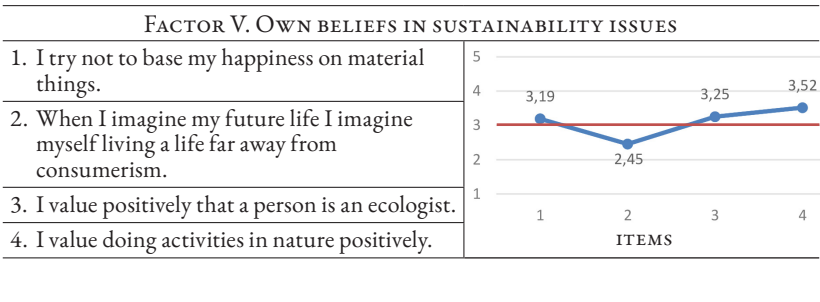 Factor V. Own beliefs in sustainability issues
1. I try not to base my happiness on material
things.
2. When I imagine my future life I imagine
myself living a life far away from
consumerism.
3. I value positively that a person is an ecologist.
4. I value doing activities in nature positively.
5
4
3
2
1
3,19
2,45
3,25
3,52
1 2 3 4
items